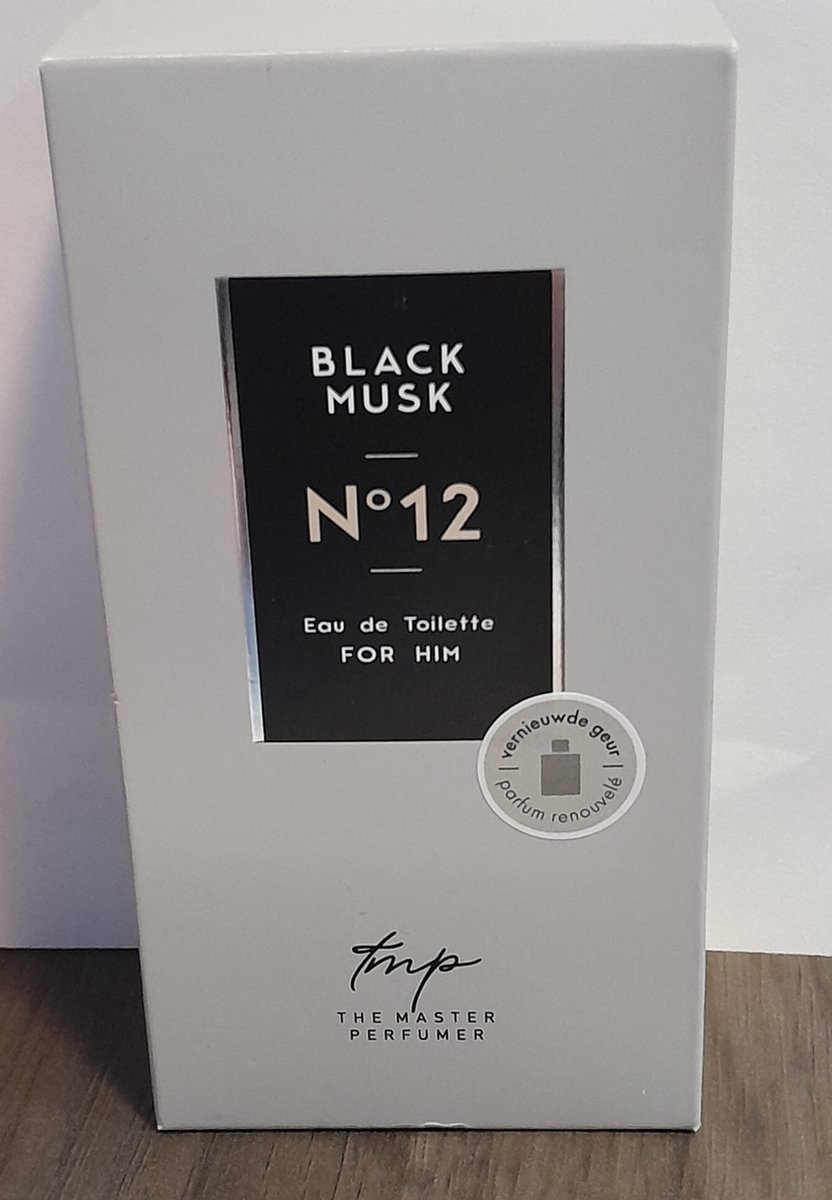 BLACK
MUSK
N°12
Eau de Toilette
FOR HIM
vernieuwde geur
parfum renouvelé
tmp
THE MASTER
PERFUMER